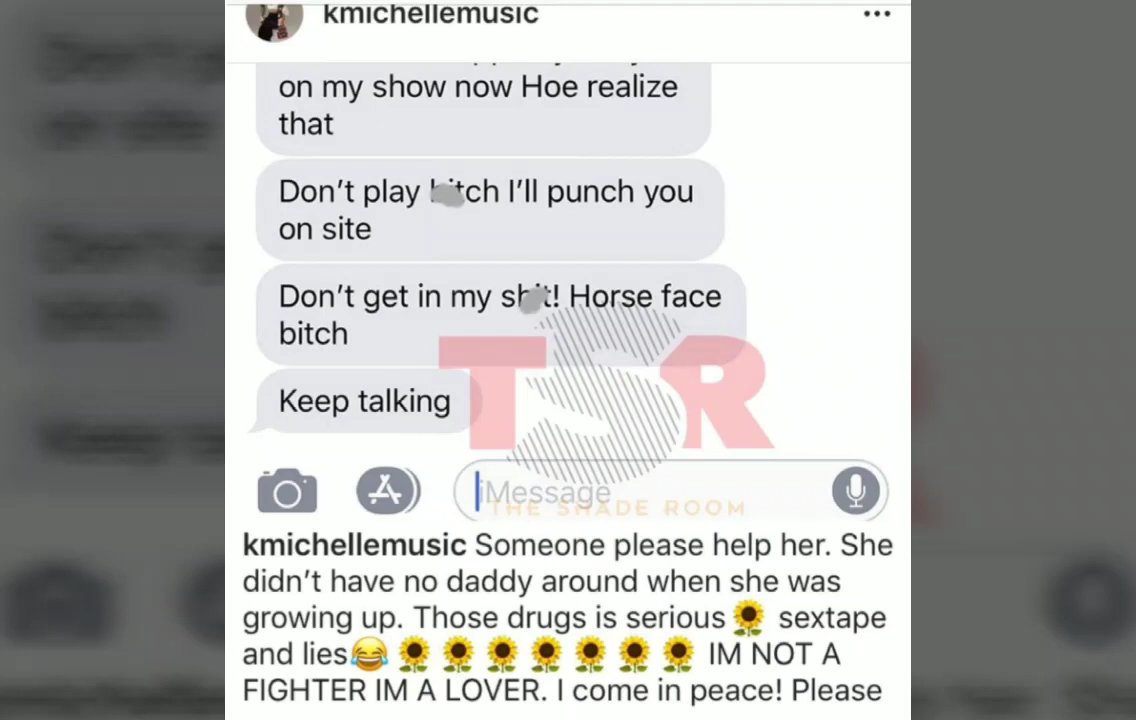 kmichellemusic
on my show now Hoe realize
that
Don't play bitch I'll punch you
on site
Don't get in my shit! Horse face
bitch
Keep talking
TSR
iMessage
THE SHADE ROOM
kmichellemusic Someone please help her. She
didn't have no daddy around when she was
growing up. Those drugs is serious🌻 sextape
and lies😂🌻🌻🌻🌻🌻🌻🌻 IM NOT A
FIGHTER IM A LOVER. I come in peace! Please